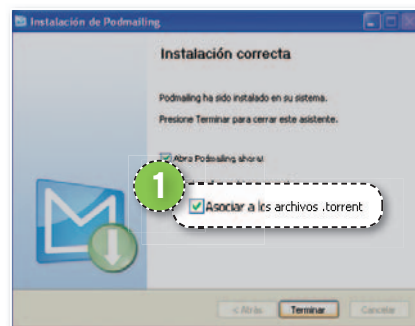 Instalación de Podmailing
Instalación correcta
Podmailing ha sido instalado en su sistema.
Presione Terminar para cerrar este asistente.
Abra Podmailing ahora!
1
Asociar a los archivos .torrent
< Atrás
Terminar
Cancelar